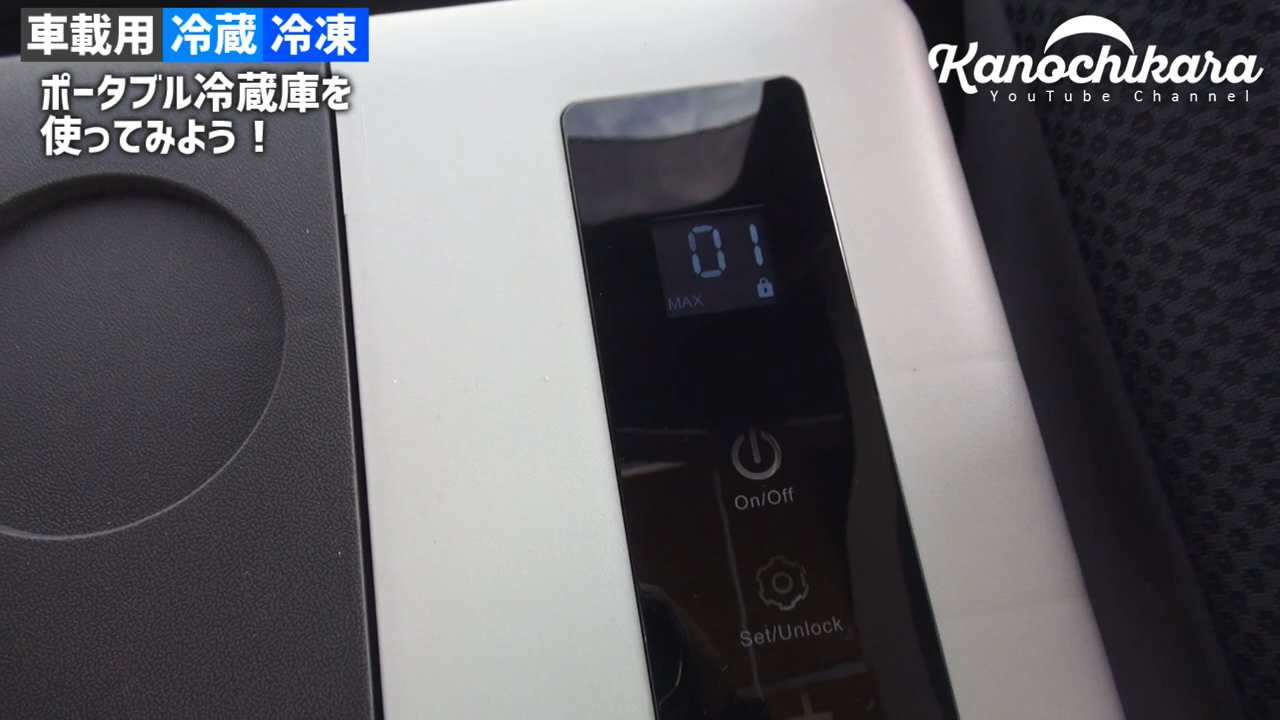 車載用 冷蔵 冷凍
ポータブル冷蔵庫を
使ってみよう！
Kanochikara
YouTube Channel
01
MAX
On/Off
Set/Unlock